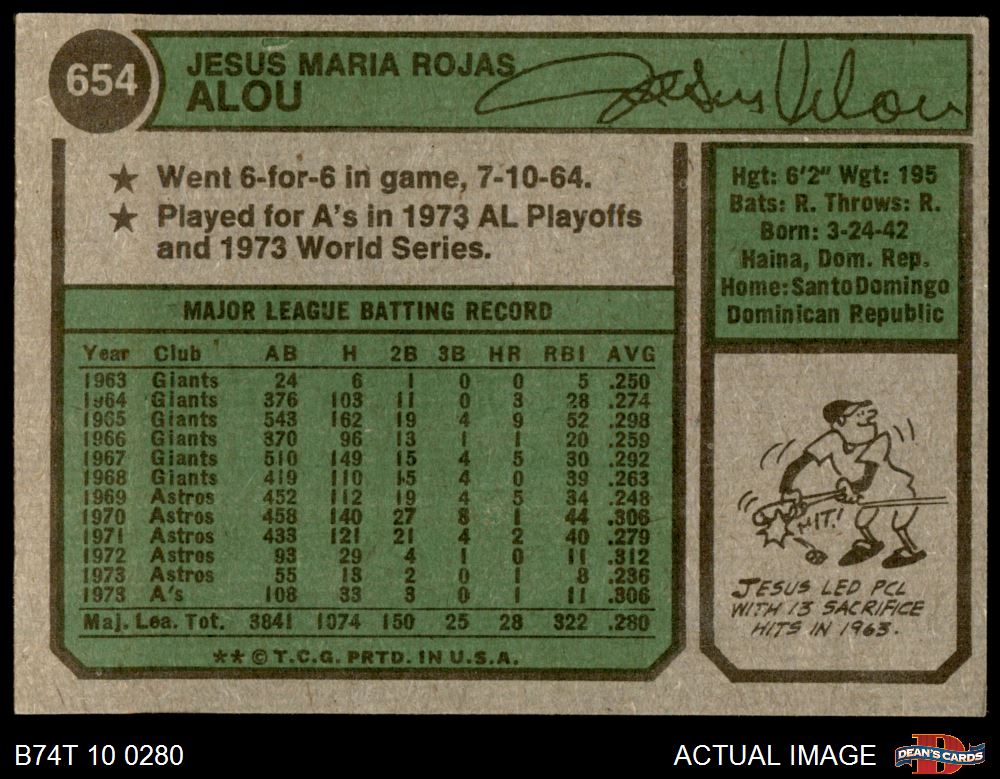 654
JESUS MARIA ROJAS
ALOU
Jesus Alou
★ Went 6-for-6 in game, 7-10-64.
★ Played for A's in 1973 AL Playoffs
and 1973 World Series.
Hgt: 6'2" Wgt: 195
Bats: R. Throws: R.
Born: 3-24-42
Haina, Dom. Rep.
Home: Santo Domingo
Dominican Republic
MAJOR LEAGUE BATTING RECORD
Year Club AB H 2B 3B HR RBI AVG
1963 Giants 24 6 1 0 0 5 .250
1964 Giants 376 103 11 0 3 28 .274
1965 Giants 543 162 19 4 9 52 .298
1966 Giants 370 96 13 1 1 20 .259
1967 Giants 510 149 15 4 5 30 .292
1968 Giants 419 110 15 4 0 39 .263
1969 Astros 452 112 19 4 5 34 .248
1970 Astros 458 140 27 8 1 44 .306
1971 Astros 433 121 21 4 2 40 .279
1972 Astros 93 29 4 1 0 11 .312
1973 Astros 55 13 2 0 1 8 .236
1973 A's 108 33 3 0 1 11 .306
Maj. Lea. Tot. 3841 1074 150 25 28 322 .280
** © T.C.G. PRTD. IN U.S.A.
HIT!
JESUS LED PCL
WITH 13 SACRIFICE
HITS IN 1963.
B74T 10 0280
ACTUAL IMAGE
DEAN'S CARDS